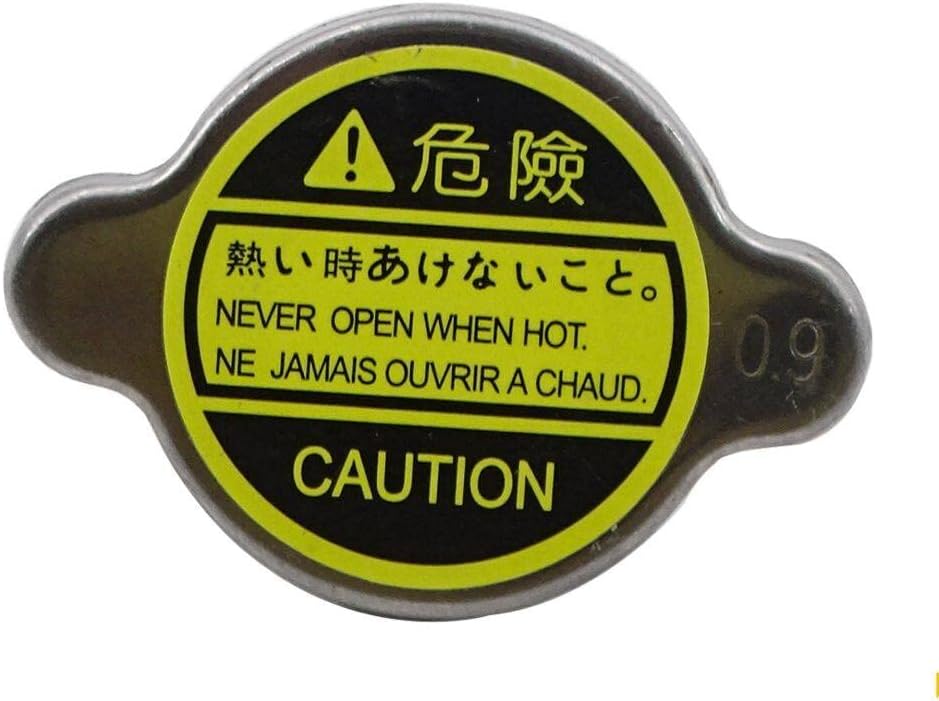 危險
熱い時あけないこと。
NEVER OPEN WHEN HOT.
NE JAMAIS OUVRIR A CHAUD.
0.9
CAUTION